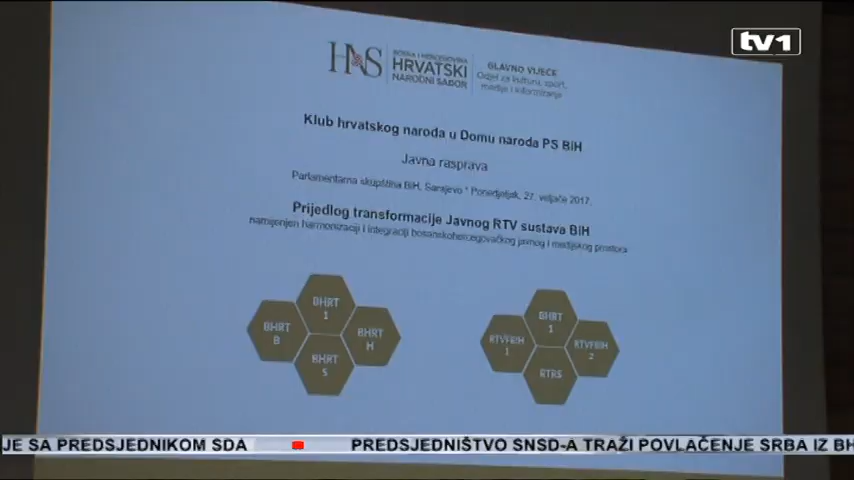 tv1
HNS
BOSNA I HERCEGOVINA
HRVATSKI
NARODNI SABOR
GLAVNO VIJEĆE
Odjel za kulturu, sport,
medije i informiranje
Klub hrvatskog naroda u Domu naroda PS BiH
Javna rasprava
Parlamentarna skupština BiH, Sarajevo * Ponedjeljak, 27. veljače 2017.
Prijedlog transformacije Javnog RTV sustava BiH
namijenjen harmonizaciji i integraciji bosanskohercegovačkog javnog i medijskog prostora
BHRT
1
BHRT
B
BHRT
H
BHRT
S
BHRT
1
RTVFBIH
1
RTVFBIH
2
RTRS
JE SA PREDSJEDNIKOM SDA PREDSJEDNIŠTVO SNSD-A TRAŽI POVLAČENJE SRBA IZ BH